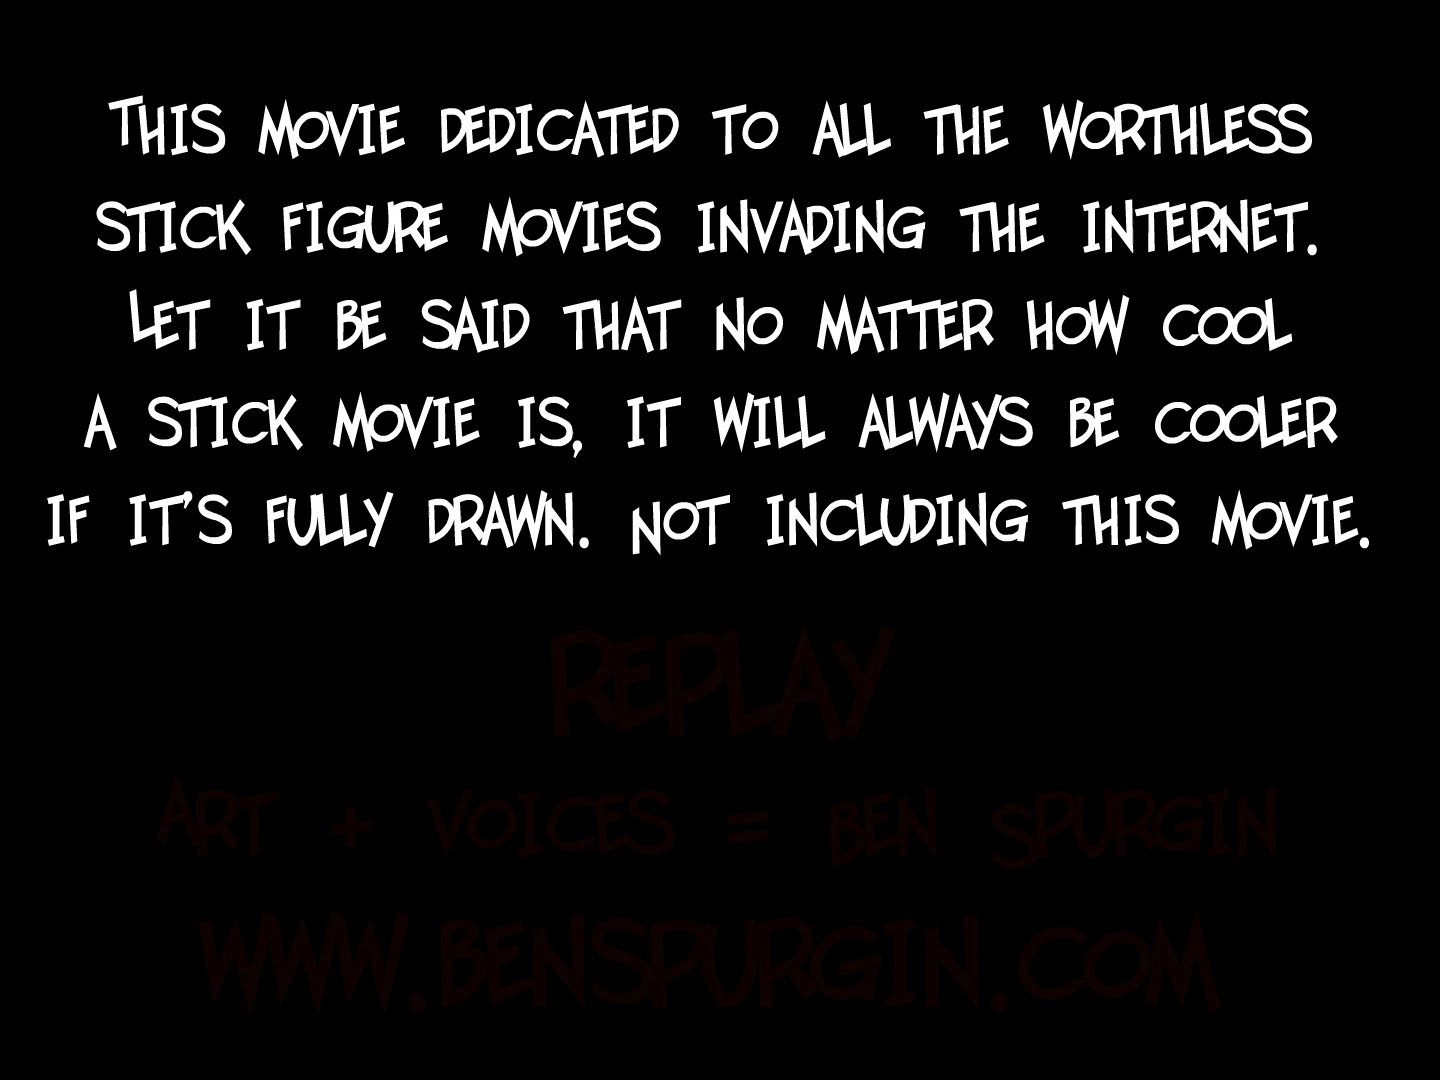 This movie dedicated to all the worthless
stick figure movies invading the internet.
Let it be said that no matter how cool
a stick movie is, it will always be cooler
if it's fully drawn. Not including this movie.
REPLAY
Art + voices = Ben Spurgin
www.benspurgin.com